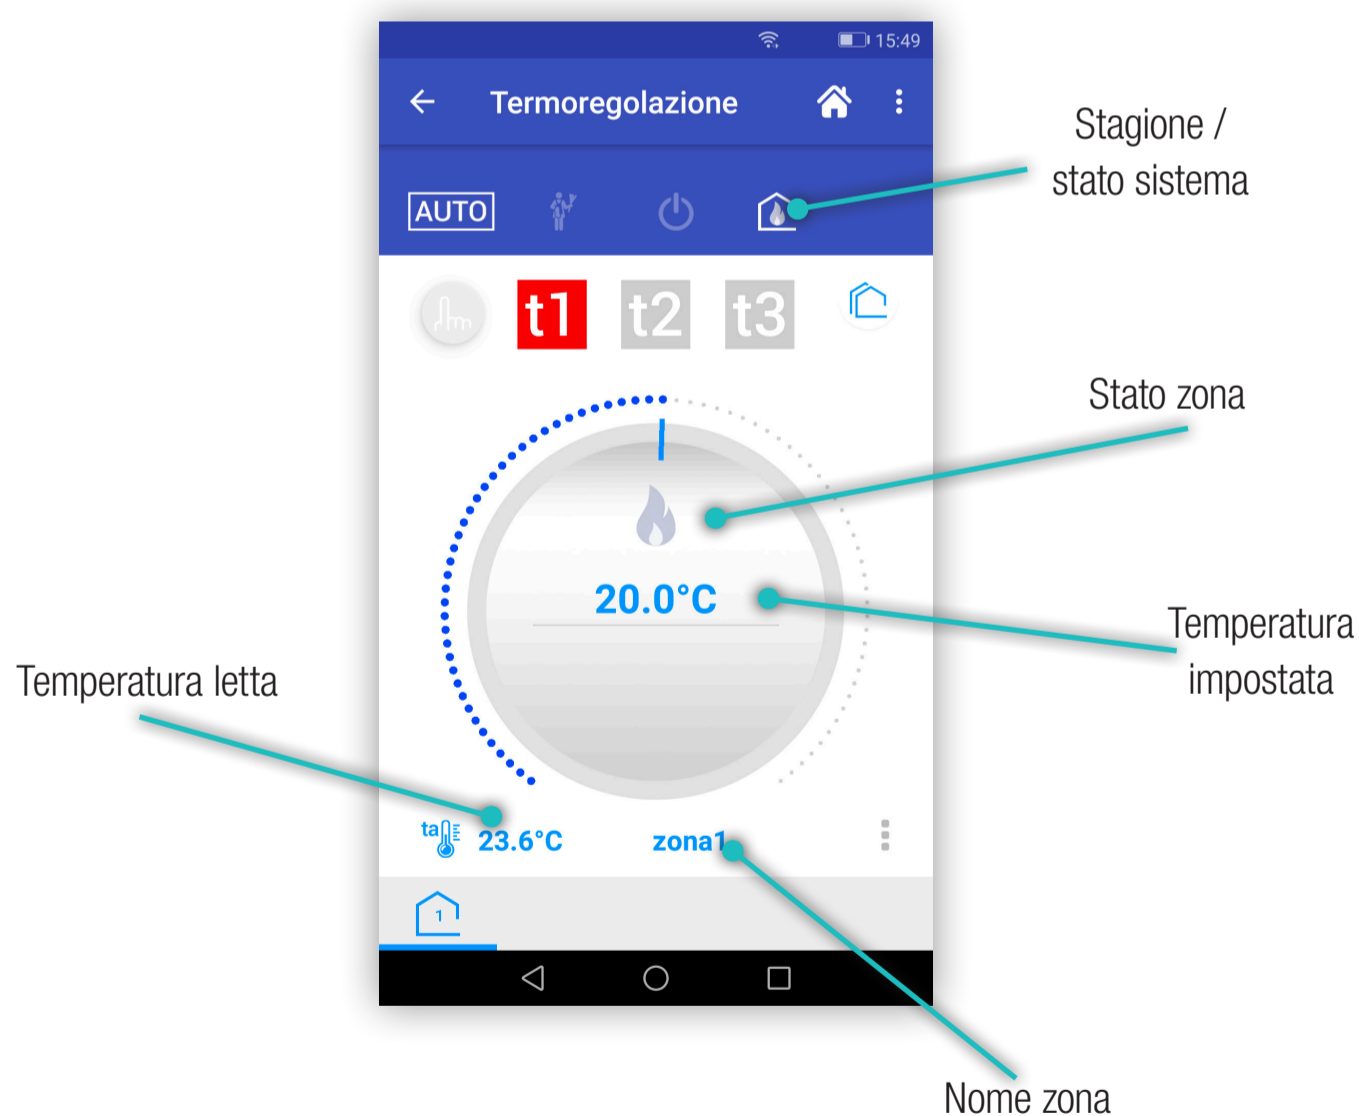 15:49
Termoregolazione
Stagione /
stato sistema
AUTO
t1 t2 t3
Stato zona
20.0°C
Temperatura
impostata
Temperatura letta
ta 23.6°C zona1
1
Nome zona